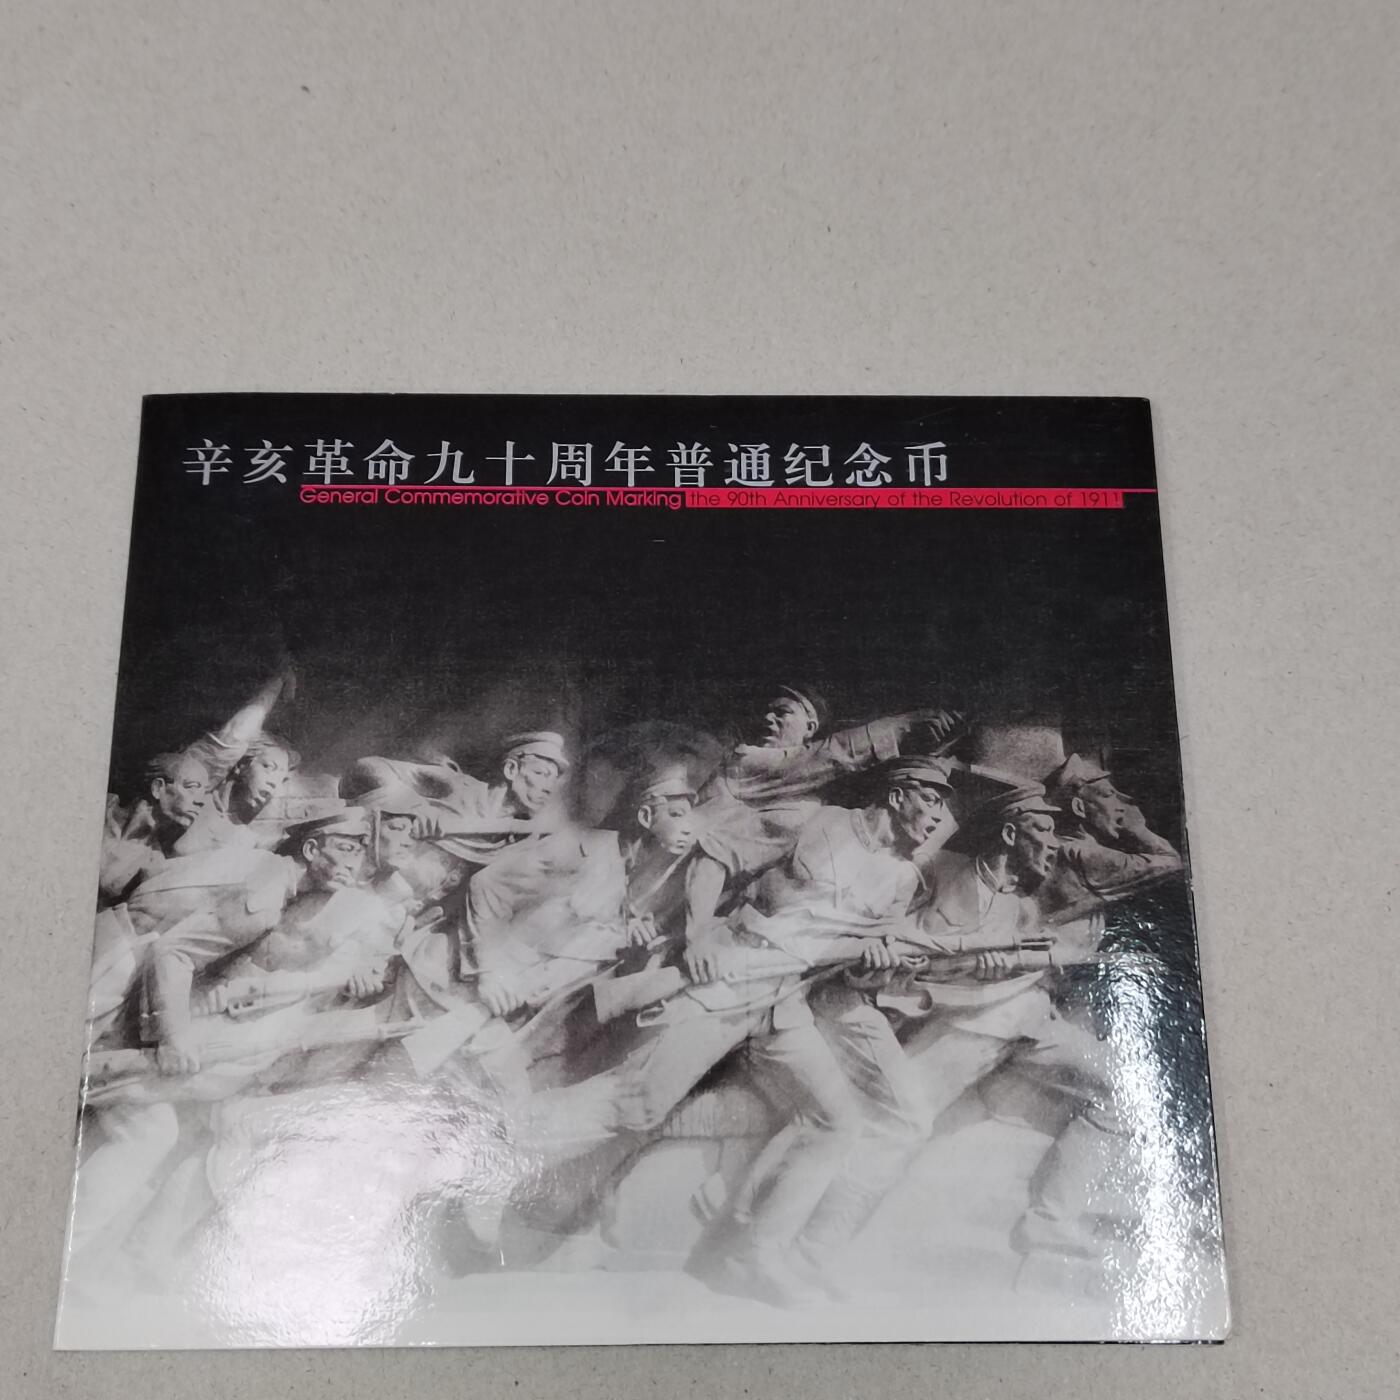 辛亥革命九十周年普通纪念币
General Commemorative Coin Marking the 90th Anniversary of the Revolution of 1911